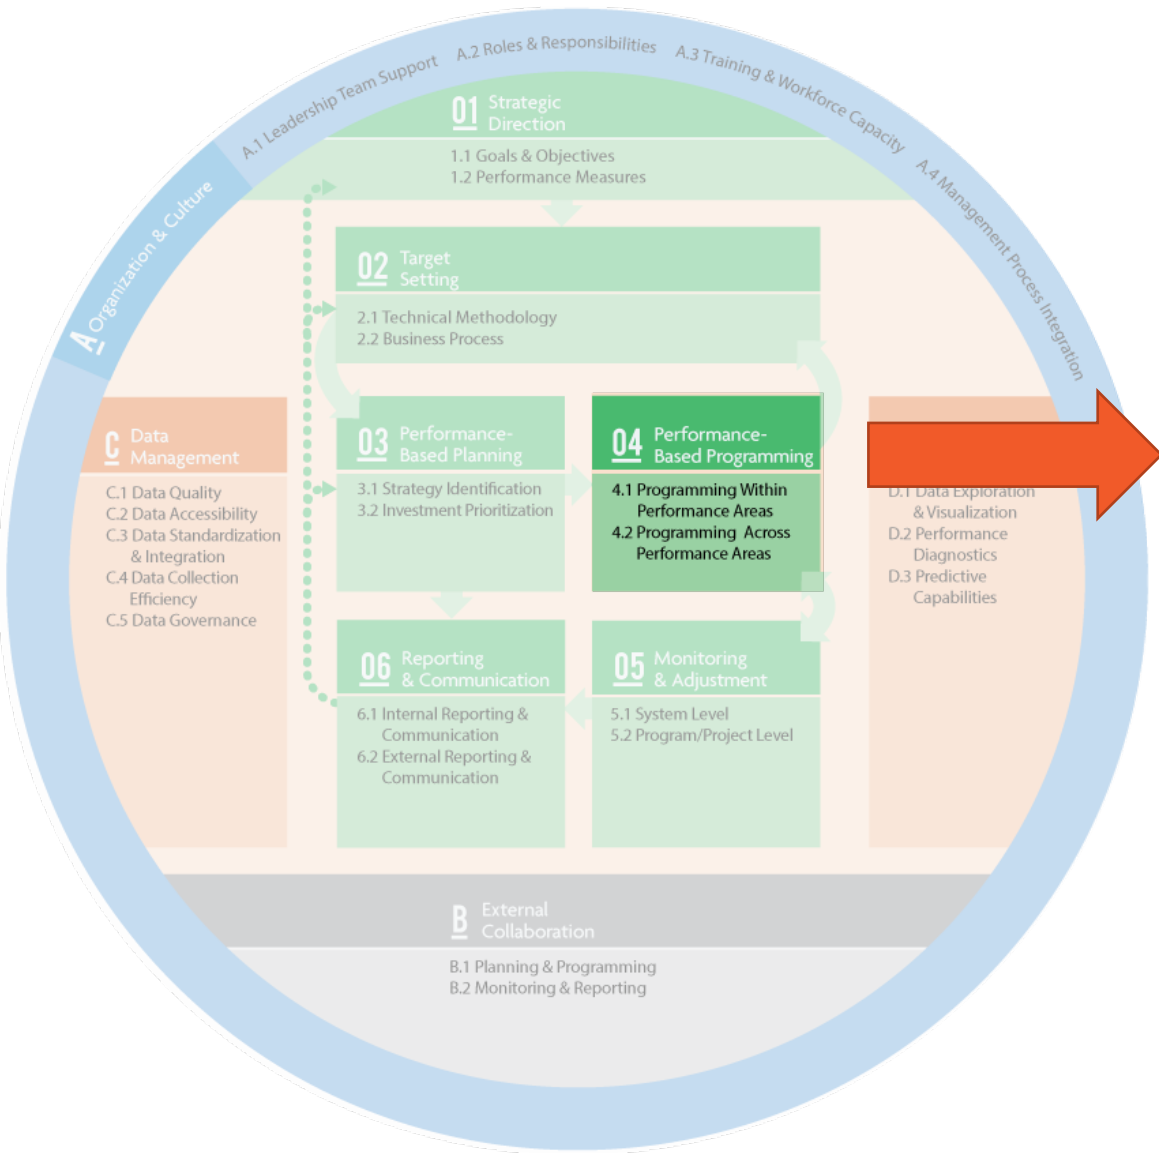 A.1 Leadership Team Support
A.2 Roles & Responsibilities
A.3 Training & Workforce Capacity
A.4 Management Process Integration
A Organization & Culture
01 Strategic
Direction
1.1 Goals & Objectives
1.2 Performance Measures
02 Target
Setting
2.1 Technical Methodology
2.2 Business Process
C Data
Management
C.1 Data Quality
C.2 Data Accessibility
C.3 Data Standardization
& Integration
C.4 Data Collection
Efficiency
C.5 Data Governance
03 Performance-
Based Planning
3.1 Strategy Identification
3.2 Investment Prioritization
04 Performance-
Based Programming
4.1 Programming Within
Performance Areas
4.2 Programming Across
Performance Areas
D.1 Data Exploration
& Visualization
D.2 Performance
Diagnostics
D.3 Predictive
Capabilities
06 Reporting
& Communication
6.1 Internal Reporting &
Communication
6.2 External Reporting &
Communication
05 Monitoring
& Adjustment
5.1 System Level
5.2 Program/Project Level
B External
Collaboration
B.1 Planning & Programming
B.2 Monitoring & Reporting